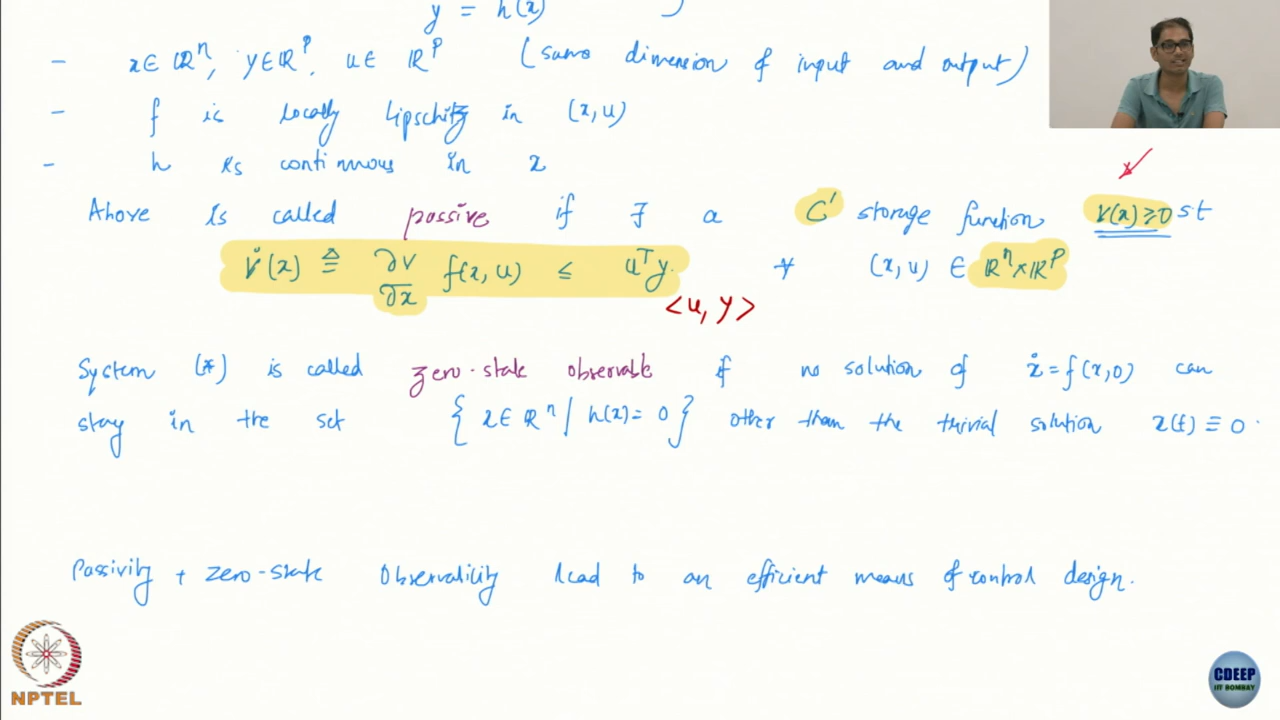 y = h(x)
- x ∈ ℝⁿ, y ∈ ℝᵖ, u ∈ ℝᵖ (same dimension of input and output)
- f is locally lipschitz in (x, u)
- h is continuous in x
Above is called passive if ∃ a C' storage function V(x) ≥ 0 st
V̇(x) ≜ ∂V/∂x f(x, u) ≤ uᵀy. ∀ (x, u) ∈ ℝⁿ×ℝᵖ
<u, y>
System (*) is called zero-state observable if no solution of ẋ = f(x, 0) can
stay in the set {x ∈ ℝⁿ | h(x) = 0} other than the trivial solution x(t) ≡ 0.
Passivity + zero-state Observability lead to an efficient means of control design.
NPTEL
CDEEP
IIT BOMBAY